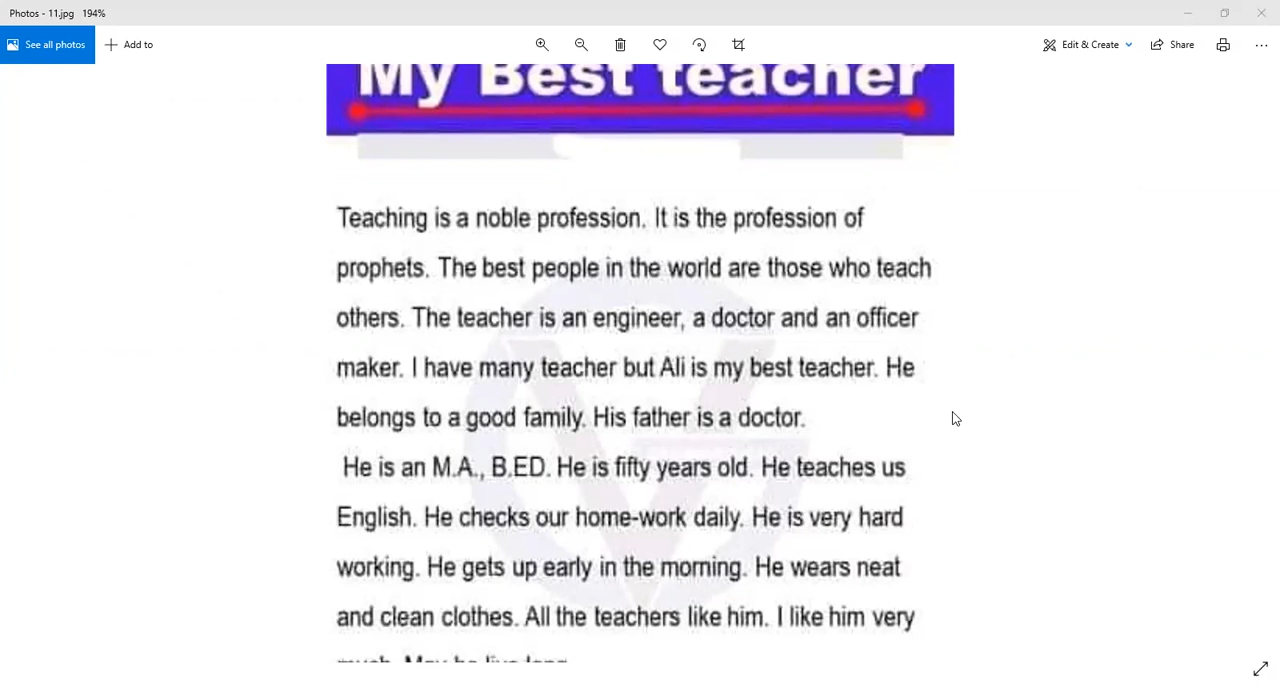 Photos - 11.jpg 194%
See all photos
Add to
Edit & Create
Share
My Best teacher
Teaching is a noble profession. It is the profession of
prophets. The best people in the world are those who teach
others. The teacher is an engineer, a doctor and an officer
maker. I have many teacher but Ali is my best teacher. He
belongs to a good family. His father is a doctor.
He is an M.A., B.ED. He is fifty years old. He teaches us
English. He checks our home-work daily. He is very hard
working. He gets up early in the morning. He wears neat
and clean clothes. All the teachers like him. I like him very
much. May he live long